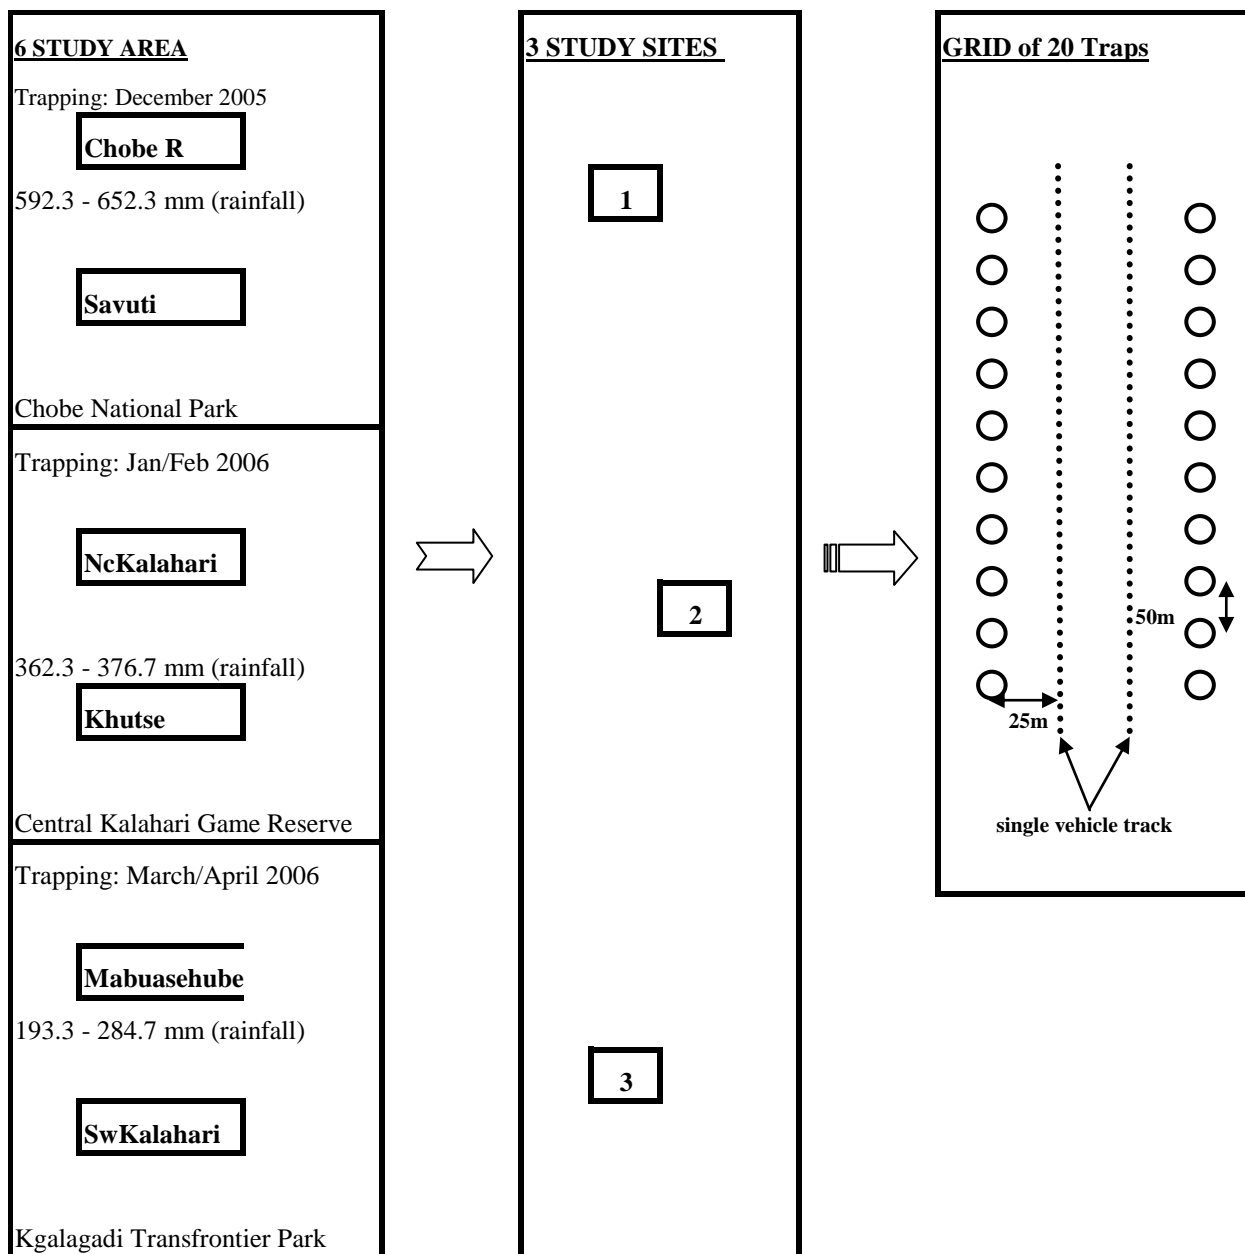 6 STUDY AREA
Trapping: December 2005
Chobe R
592.3 - 652.3 mm (rainfall)
Savuti
Chobe National Park
Trapping: Jan/Feb 2006
NcKalahari
362.3 - 376.7 mm (rainfall)
Khutse
Central Kalahari Game Reserve
Trapping: March/April 2006
Mabuasehube
193.3 - 284.7 mm (rainfall)
SwKalahari
Kgalagadi Transfrontier Park
3 STUDY SITES
1
2
3
GRID of 20 Traps
50m
25m
single vehicle track